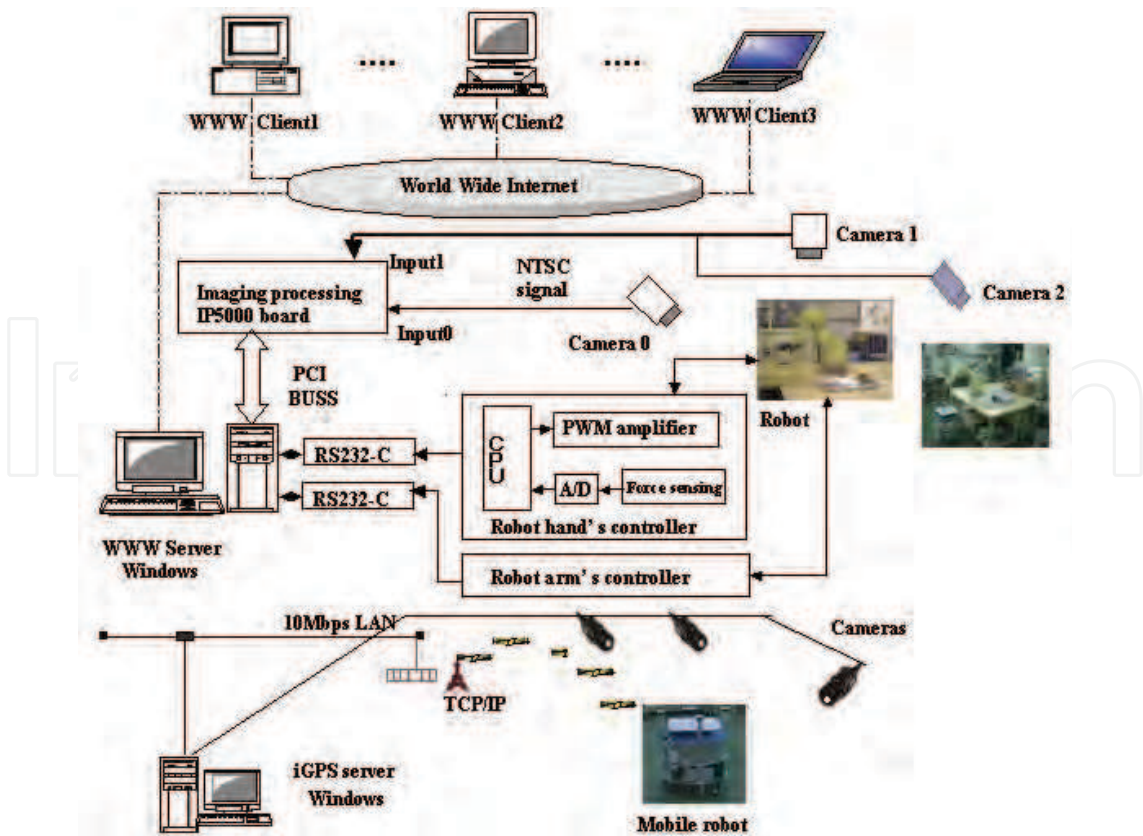 WWW Client1
WWW Client2
WWW Client3
World Wide Internet
Camera 1
Input1
NTSC
signal
Camera 2
Imaging processing
IP5000 board
Input0
Camera 0
PCI
BUSS
Robot
CPU
PWM amplifier
RS232-C
A/D
Force sensing
RS232-C
Robot hand's controller
WWW Server
Windows
Robot arm's controller
10Mbps LAN
Cameras
TCP/IP
iGPS server
Windows
Mobile robot